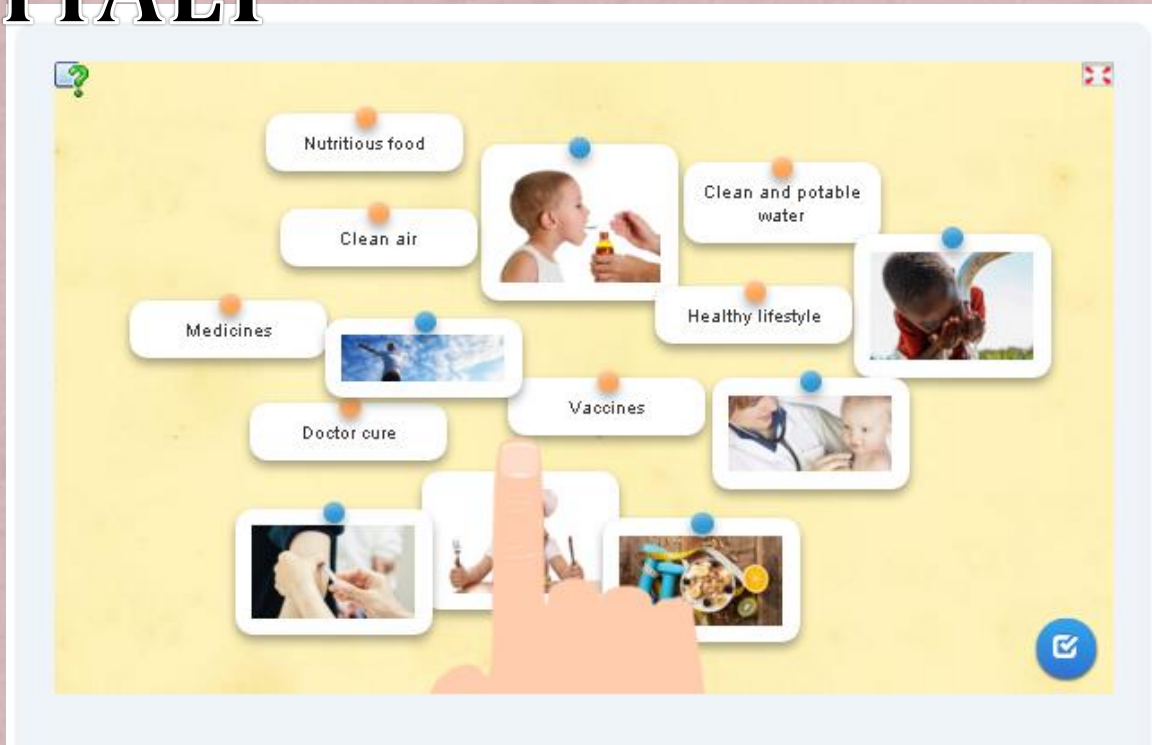 Nutritious food
Clean and potable
water
Clean air
Healthy lifestyle
Medicines
Vaccines
Doctor cure